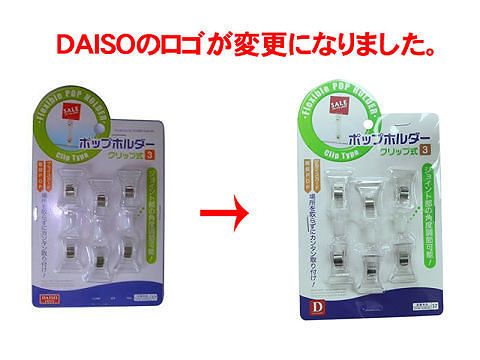 DAISOのロゴが変更になりました。
Flexible POP HOLDER
SALE
Clip Type
ポップホルダー
クリップ式 3
ジョイント部の角度調節可能!
場所を取らずにカンタン取り付け!
DAISO
Flexible POP HOLDER
SALE
Clip Type
ポップホルダー
クリップ式 3
ジョイント部の角度調節可能!
場所を取らずにカンタン取り付け!
D